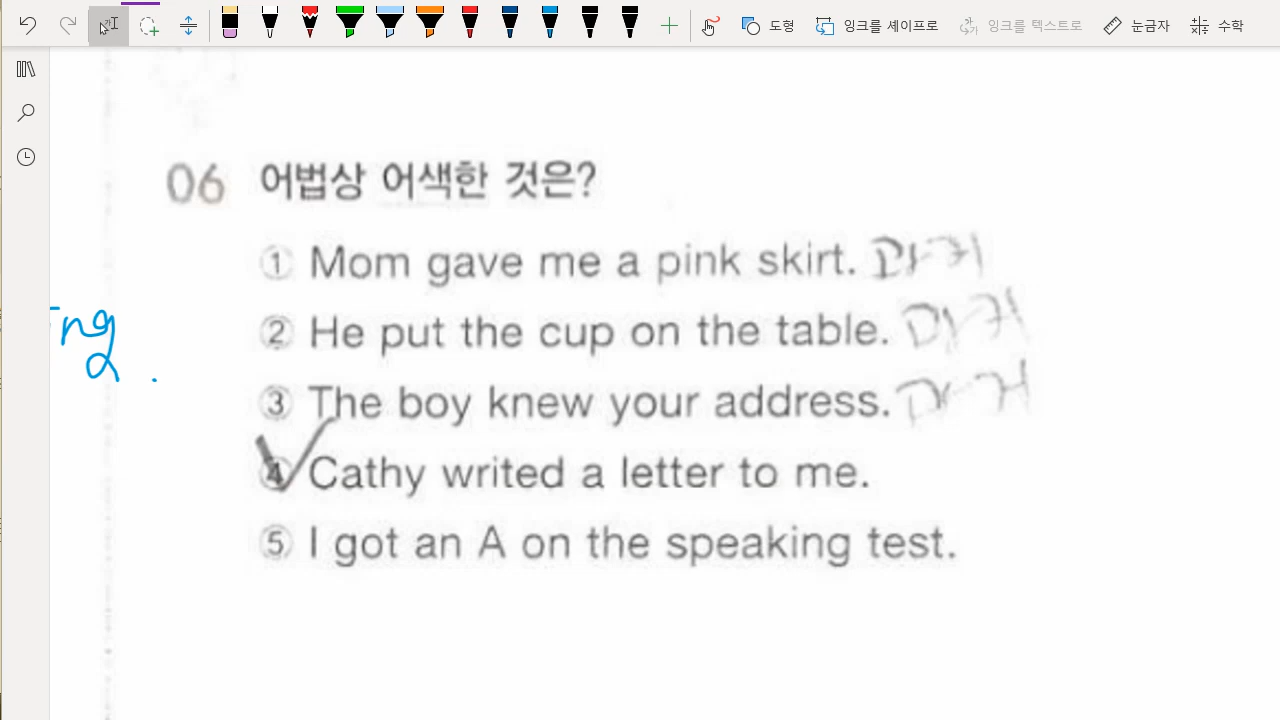 도형 잉크를 셰이프로 잉크를 텍스트로 눈금자 수학
06 어법상 어색한 것은?
① Mom gave me a pink skirt. 과거
② He put the cup on the table. 과거
③ The boy knew your address. 과거
④ Cathy writed a letter to me.
⑤ I got an A on the speaking test.
ing